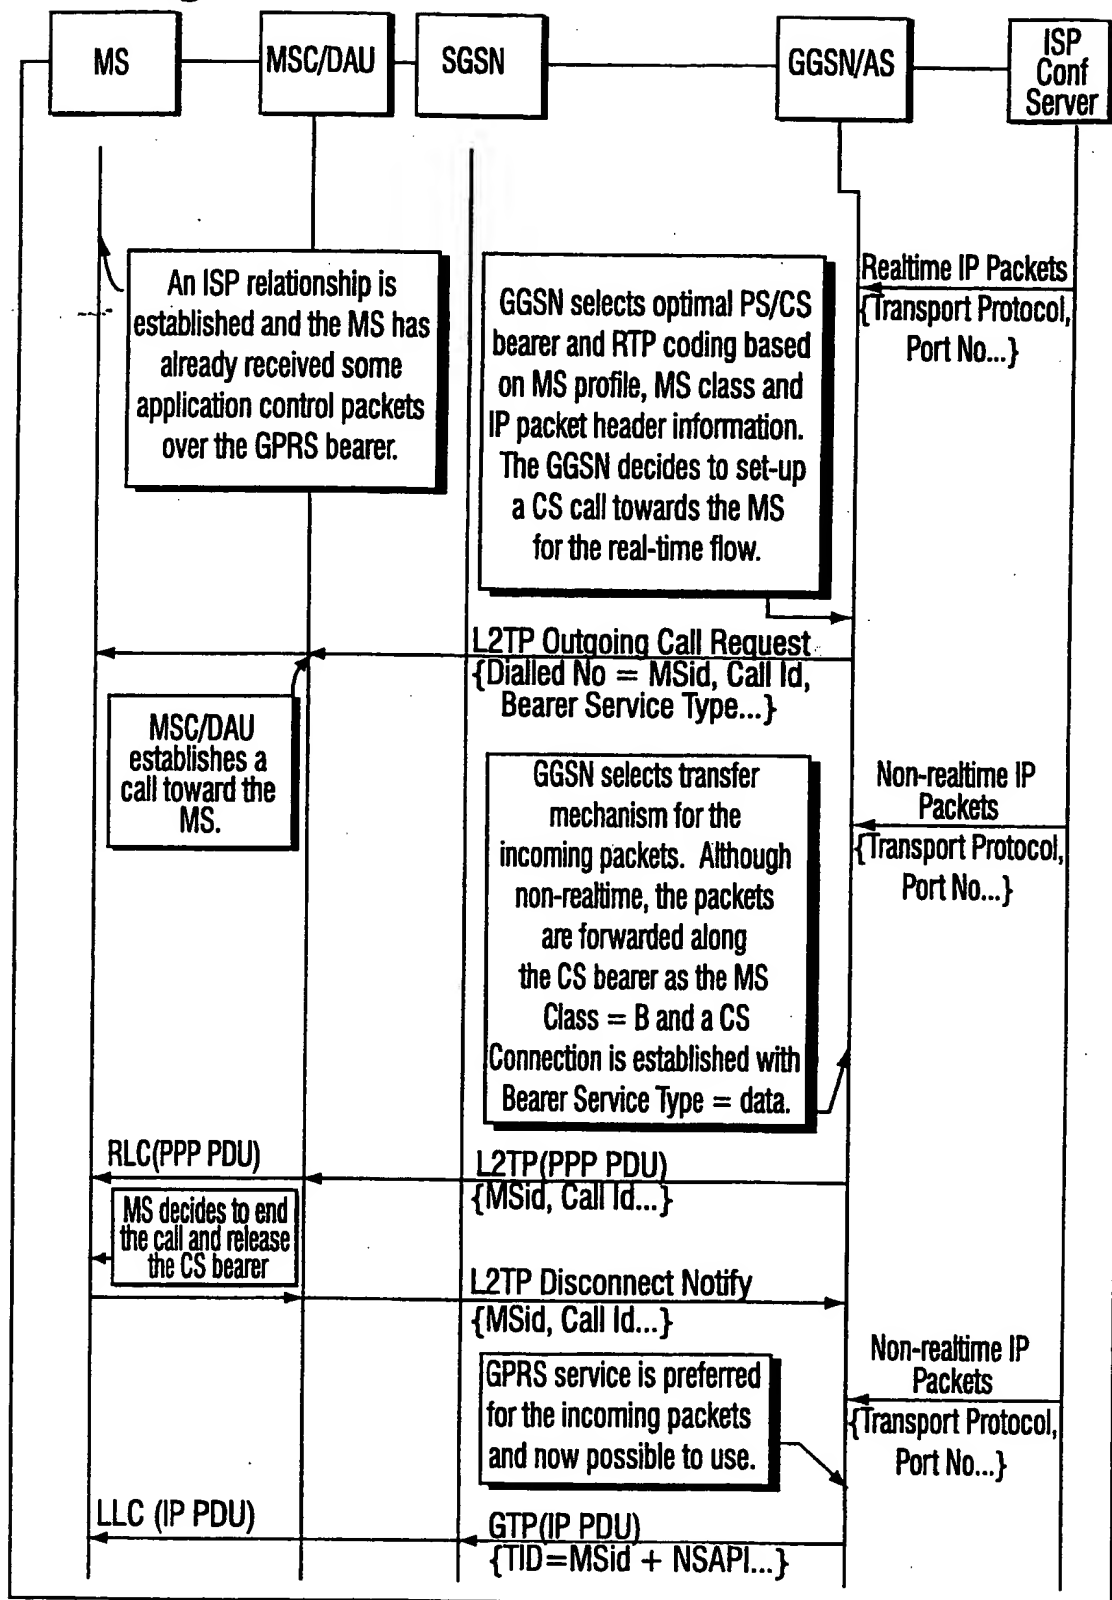 MS
MSC/DAU
SGSN
GGSN/AS
ISP
Conf
Server
An ISP relationship is
established and the MS has
already received some
application control packets
over the GPRS bearer.
GGSN selects optimal PS/CS
bearer and RTP coding based
on MS profile, MS class and
IP packet header information.
The GGSN decides to set-up
a CS call towards the MS
for the real-time flow.
Realtime IP Packets
{Transport Protocol,
Port No...}
L2TP Outgoing Call Request
{Dialled No = MSid, Call Id,
Bearer Service Type...}
MSC/DAU
establishes a
call toward the
MS.
GGSN selects transfer
mechanism for the
incoming packets. Although
non-realtime, the packets
are forwarded along
the CS bearer as the MS
Class = B and a CS
Connection is established with
Bearer Service Type = data.
Non-realtime IP
Packets
{Transport Protocol,
Port No...}
RLC(PPP PDU)
L2TP(PPP PDU)
{MSid, Call Id...}
MS decides to end
the call and release
the CS bearer
L2TP Disconnect Notify
{MSid, Call Id...}
GPRS service is preferred
for the incoming packets
and now possible to use.
Non-realtime IP
Packets
{Transport Protocol,
Port No...}
LLC (IP PDU)
GTP(IP PDU)
{TID=MSid + NSAPI...}